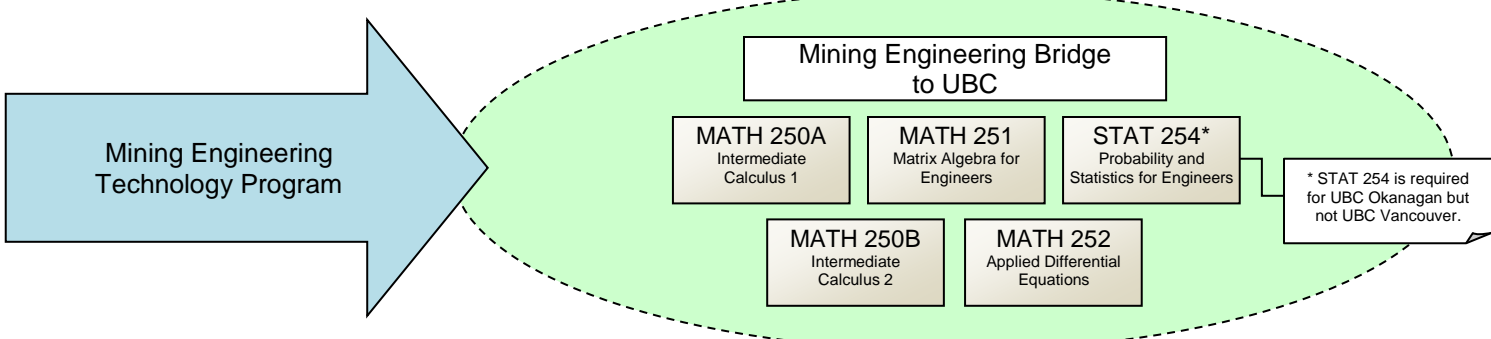 Mining Engineering Bridge
to UBC
Mining Engineering
Technology Program
MATH 250A
Intermediate
Calculus 1
MATH 251
Matrix Algebra for
Engineers
STAT 254*
Probability and
Statistics for Engineers
* STAT 254 is required
for UBC Okanagan but
not UBC Vancouver.
MATH 250B
Intermediate
Calculus 2
MATH 252
Applied Differential
Equations